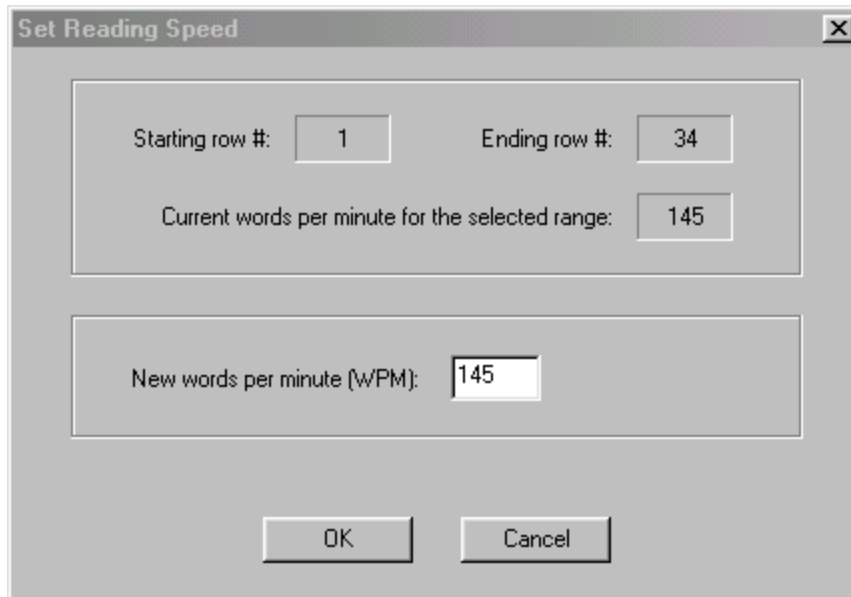 Set Reading Speed
Starting row #: 1 Ending row #: 34
Current words per minute for the selected range: 145
New words per minute (WPM): 145
OK Cancel